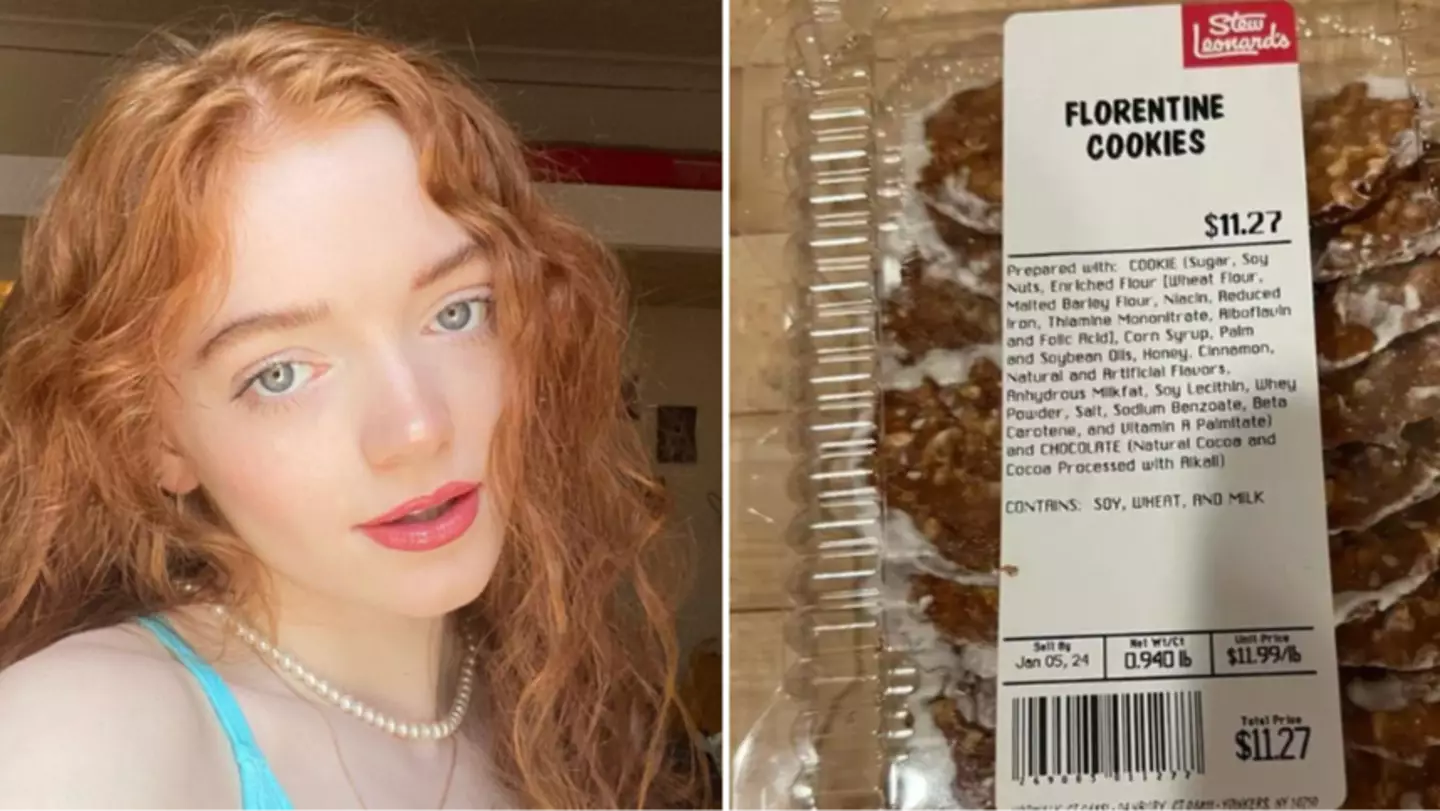 Stew
Leonard's
FLORENTINE
COOKIES
$11.27
Prepared with: COOKIE (Sugar, Soy
Nuts, Enriched Flour [Wheat Flour,
Malted Barley Flour, Niacin, Reduced
Iron, Thiamine Mononitrate, Riboflavin
and Folic Acid], Corn Syrup, Palm
and Soybean Oils, Honey, Cinnamon,
Natural and Artificial Flavors,
Anhydrous Milkfat, Soy Lecithin, Whey
Powder, Salt, Sodium Benzoate, Beta
Carotene, and Vitamin A Palmitate)
and CHOCOLATE (Natural Cocoa and
Cocoa Processed with Alkali)
CONTAINS: SOY, WHEAT, AND MILK
Sell By Net Wt/Ct Unit Price
Jan 05, 24 0.940 lb $11.99/lb
Total Price
$11.27